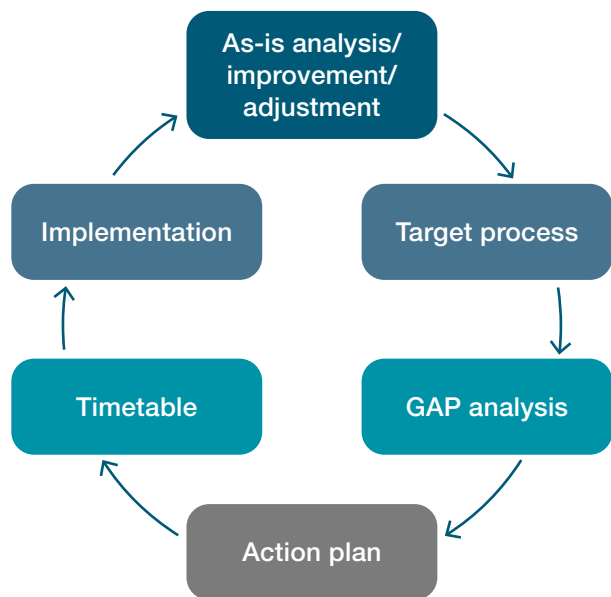 As-is analysis/
improvement/
adjustment
Implementation
Target process
Timetable
GAP analysis
Action plan